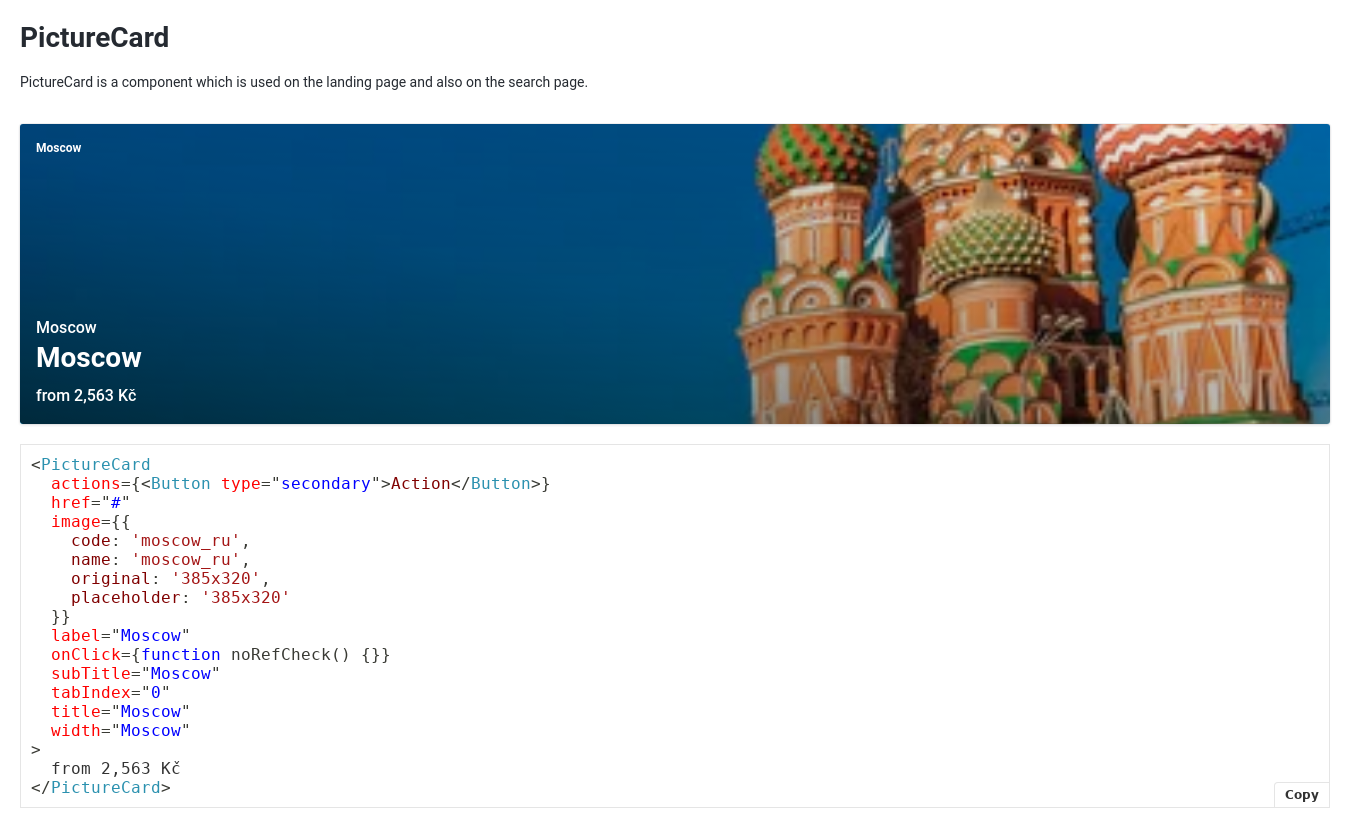 PictureCard
PictureCard is a component which is used on the landing page and also on the search page.
Moscow
Moscow
Moscow
from 2,563 Kč
<PictureCard
  actions={<Button type="secondary">Action</Button>}
  href="#"
  image={{
    code: 'moscow_ru',
    name: 'moscow_ru',
    original: '385x320',
    placeholder: '385x320'
  }}
  label="Moscow"
  onClick={function noRefCheck() {}}
  subTitle="Moscow"
  tabIndex="0"
  title="Moscow"
  width="Moscow"
>
  from 2,563 Kč
</PictureCard>
Copy